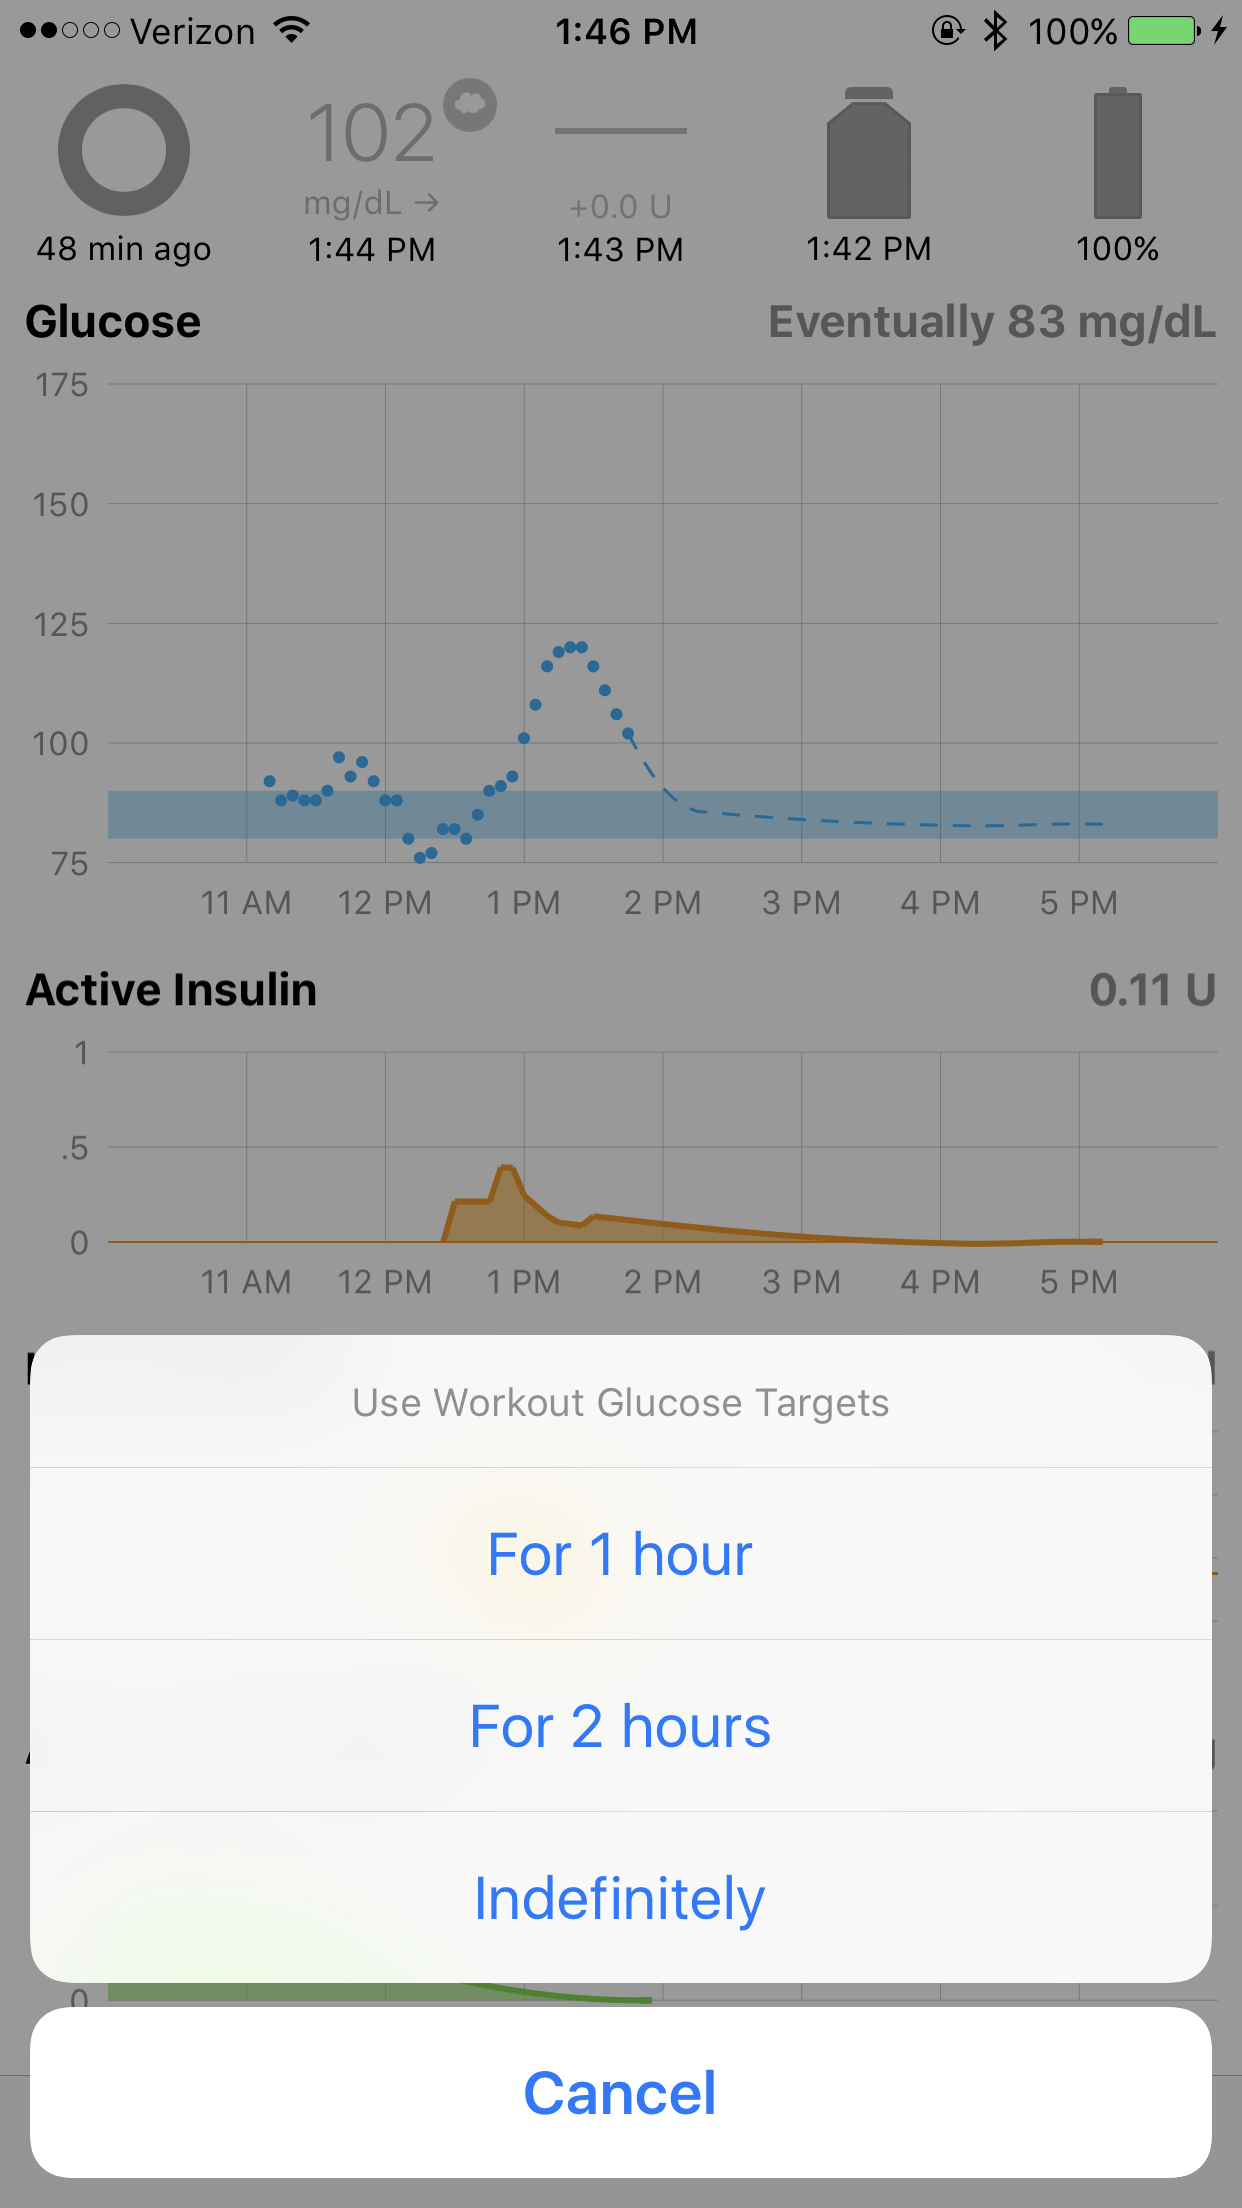 Verizon 1:46 PM 100%
102
mg/dL → +0.0 U
48 min ago 1:44 PM 1:43 PM 1:42 PM 100%
Glucose Eventually 83 mg/dL
175
150
125
100
75
11 AM 12 PM 1 PM 2 PM 3 PM 4 PM 5 PM
Active Insulin 0.11 U
1
.5
0
11 AM 12 PM 1 PM 2 PM 3 PM 4 PM 5 PM
Use Workout Glucose Targets
For 1 hour
For 2 hours
Indefinitely
0
Cancel